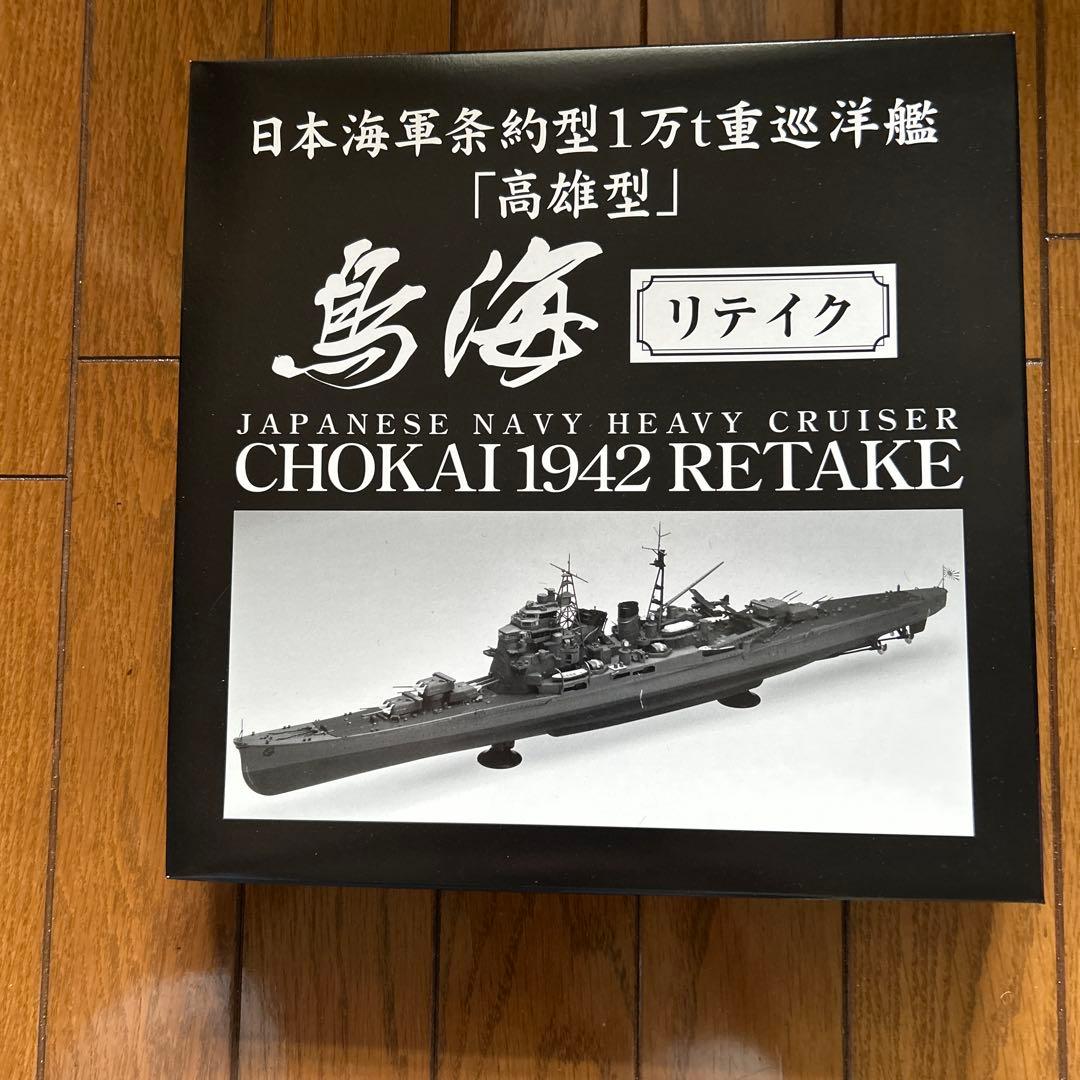 日本海軍条約型1万t重巡洋艦
「高雄型」
鳥海
リテイク
JAPANESE NAVY HEAVY CRUISER
CHOKAI 1942 RETAKE